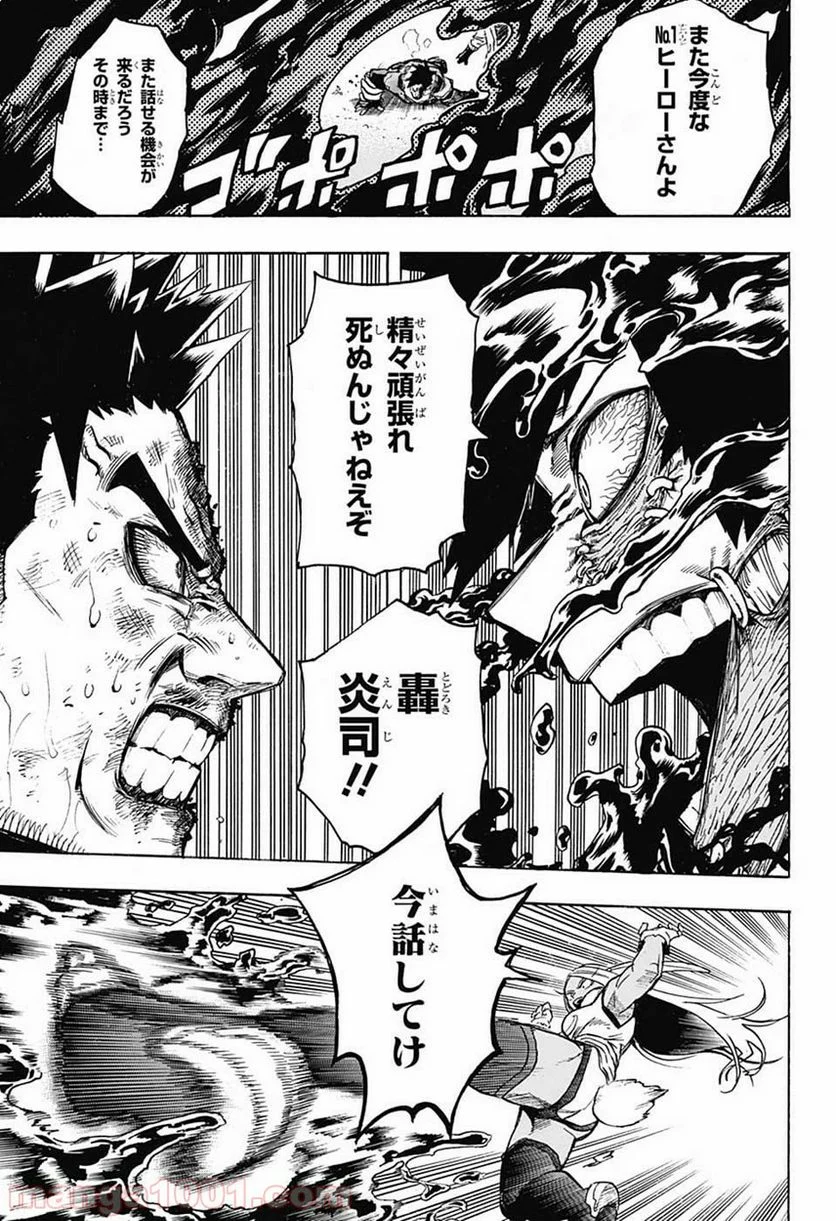 また今度な
No.1ヒーローさんよ
また話せる機会が
来るだろう
その時まで…
ゴポポポポ
精々頑張れ
死ぬんじゃねえぞ
轟
炎司!!
今話してけ
manga1001.com